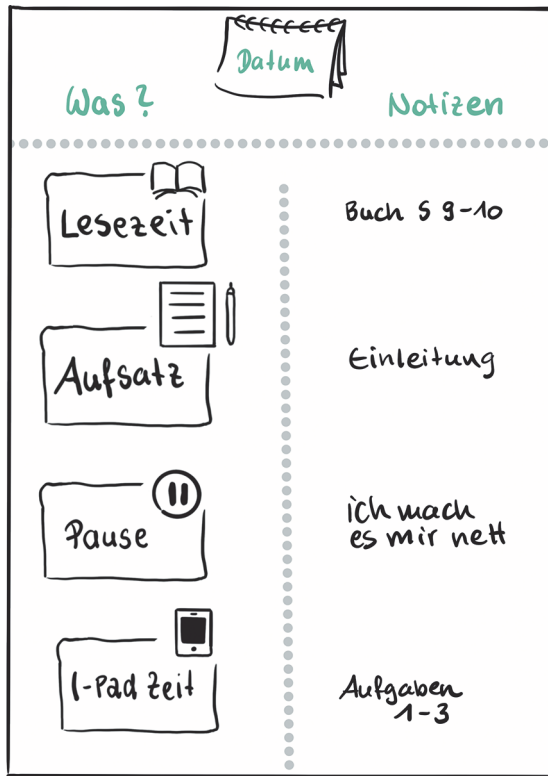 Datum
Was?
Notizen
Lesezeit
Buch S 9-10
Aufsatz
Einleitung
Pause
ich mach
es mir nett
I-Pad Zeit
Aufgaben
1-3